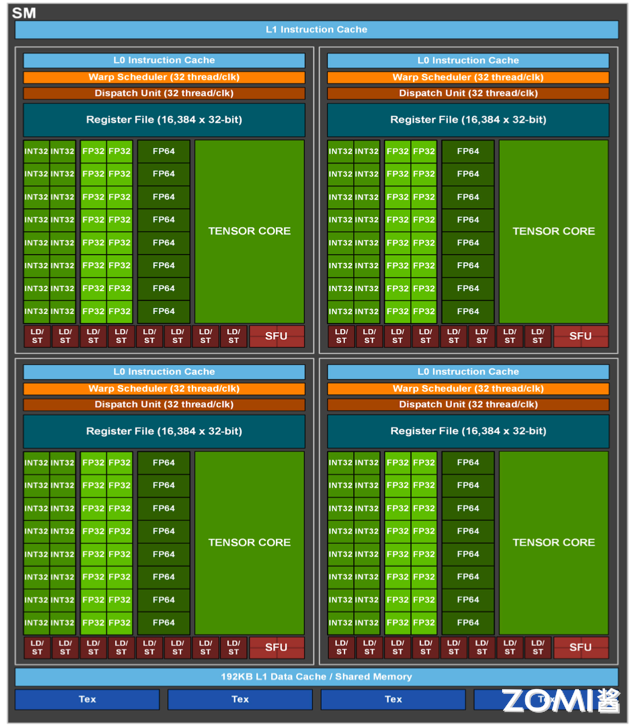 SM
L1 Instruction Cache
L0 Instruction Cache
Warp Scheduler (32 thread/clk)
Dispatch Unit (32 thread/clk)
Register File (16,384 x 32-bit)
INT32 INT32 FP32 FP32 FP64
INT32 INT32 FP32 FP32 FP64
INT32 INT32 FP32 FP32 FP64
INT32 INT32 FP32 FP32 FP64
INT32 INT32 FP32 FP32 FP64
INT32 INT32 FP32 FP32 FP64
INT32 INT32 FP32 FP32 FP64
INT32 INT32 FP32 FP32 FP64
TENSOR CORE
LD/ LD/ LD/ LD/ LD/ LD/ LD/ LD/
ST ST ST ST ST ST ST ST
SFU
L0 Instruction Cache
Warp Scheduler (32 thread/clk)
Dispatch Unit (32 thread/clk)
Register File (16,384 x 32-bit)
INT32 INT32 FP32 FP32 FP64
INT32 INT32 FP32 FP32 FP64
INT32 INT32 FP32 FP32 FP64
INT32 INT32 FP32 FP32 FP64
INT32 INT32 FP32 FP32 FP64
INT32 INT32 FP32 FP32 FP64
INT32 INT32 FP32 FP32 FP64
INT32 INT32 FP32 FP32 FP64
TENSOR CORE
LD/ LD/ LD/ LD/ LD/ LD/ LD/ LD/
ST ST ST ST ST ST ST ST
SFU
L0 Instruction Cache
Warp Scheduler (32 thread/clk)
Dispatch Unit (32 thread/clk)
Register File (16,384 x 32-bit)
INT32 INT32 FP32 FP32 FP64
INT32 INT32 FP32 FP32 FP64
INT32 INT32 FP32 FP32 FP64
INT32 INT32 FP32 FP32 FP64
INT32 INT32 FP32 FP32 FP64
INT32 INT32 FP32 FP32 FP64
INT32 INT32 FP32 FP32 FP64
INT32 INT32 FP32 FP32 FP64
TENSOR CORE
LD/ LD/ LD/ LD/ LD/ LD/ LD/ LD/
ST ST ST ST ST ST ST ST
SFU
L0 Instruction Cache
Warp Scheduler (32 thread/clk)
Dispatch Unit (32 thread/clk)
Register File (16,384 x 32-bit)
INT32 INT32 FP32 FP32 FP64
INT32 INT32 FP32 FP32 FP64
INT32 INT32 FP32 FP32 FP64
INT32 INT32 FP32 FP32 FP64
INT32 INT32 FP32 FP32 FP64
INT32 INT32 FP32 FP32 FP64
INT32 INT32 FP32 FP32 FP64
INT32 INT32 FP32 FP32 FP64
TENSOR CORE
LD/ LD/ LD/ LD/ LD/ LD/ LD/ LD/
ST ST ST ST ST ST ST ST
SFU
192KB L1 Data Cache / Shared Memory
Tex Tex Tex
ZOMI酱